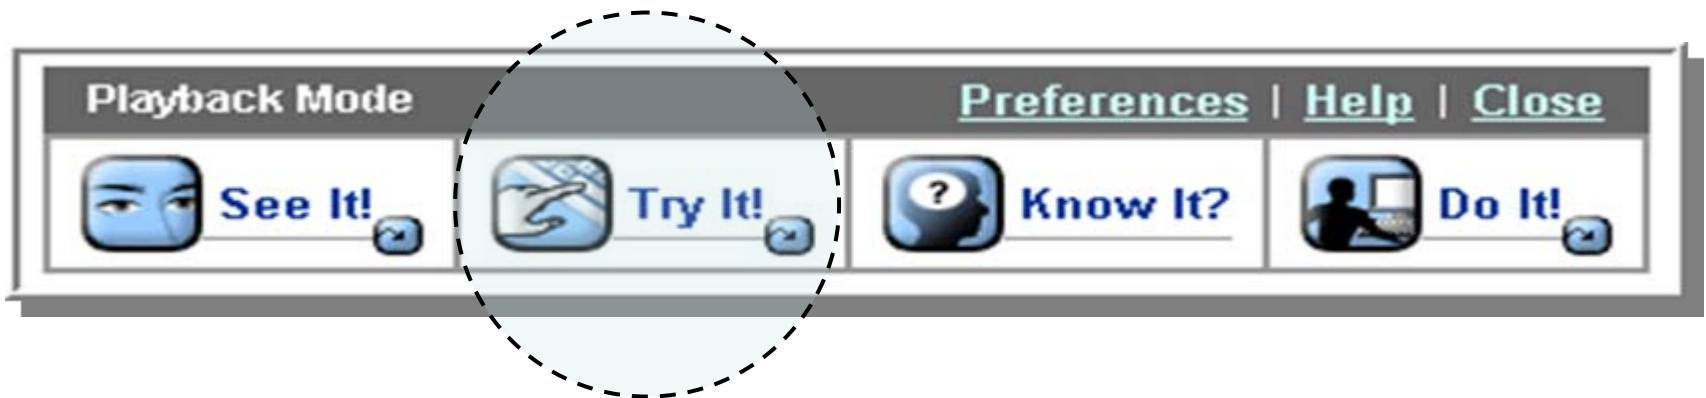 Playback Mode Preferences | Help | Close
See It! Try It! ? Know It? Do It!